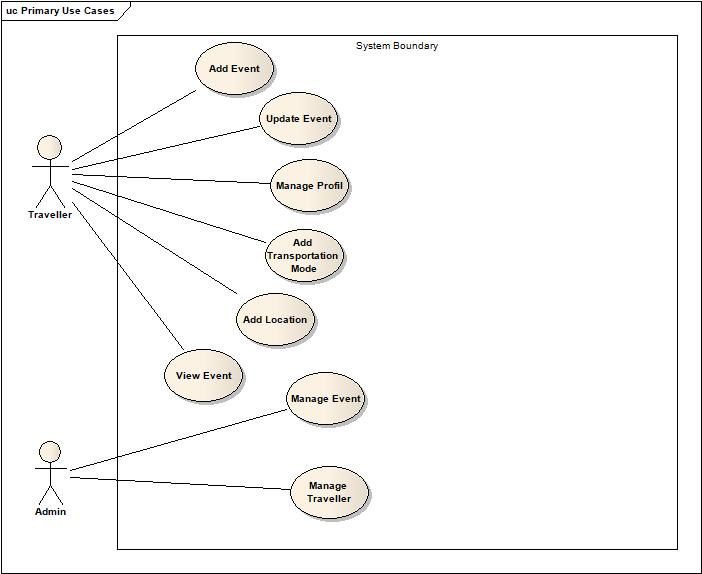 uc Primary Use Cases
System Boundary
Add Event
Update Event
Manage Profil
Traveller
Add
Transportation
Mode
Add Location
View Event
Manage Event
Manage
Traveller
Admin